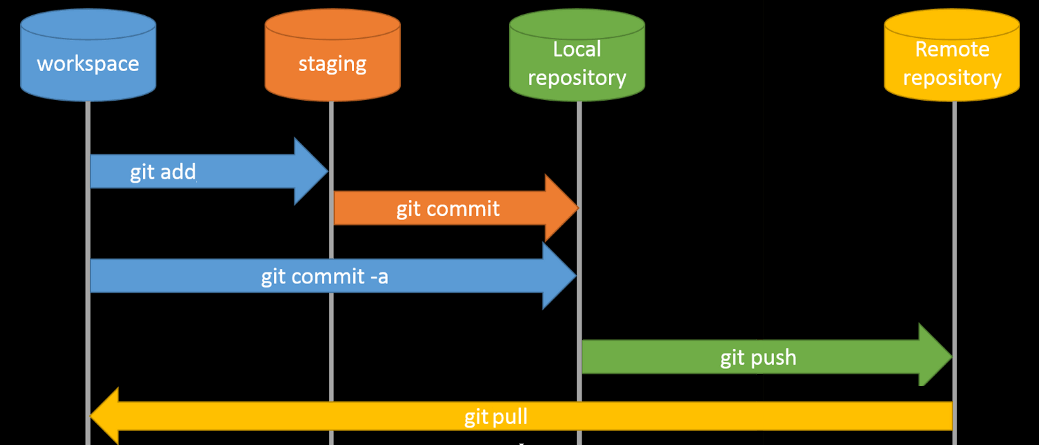 workspace
staging
Local
repository
Remote
repository
git add
git commit
git commit -a
git push
git pull